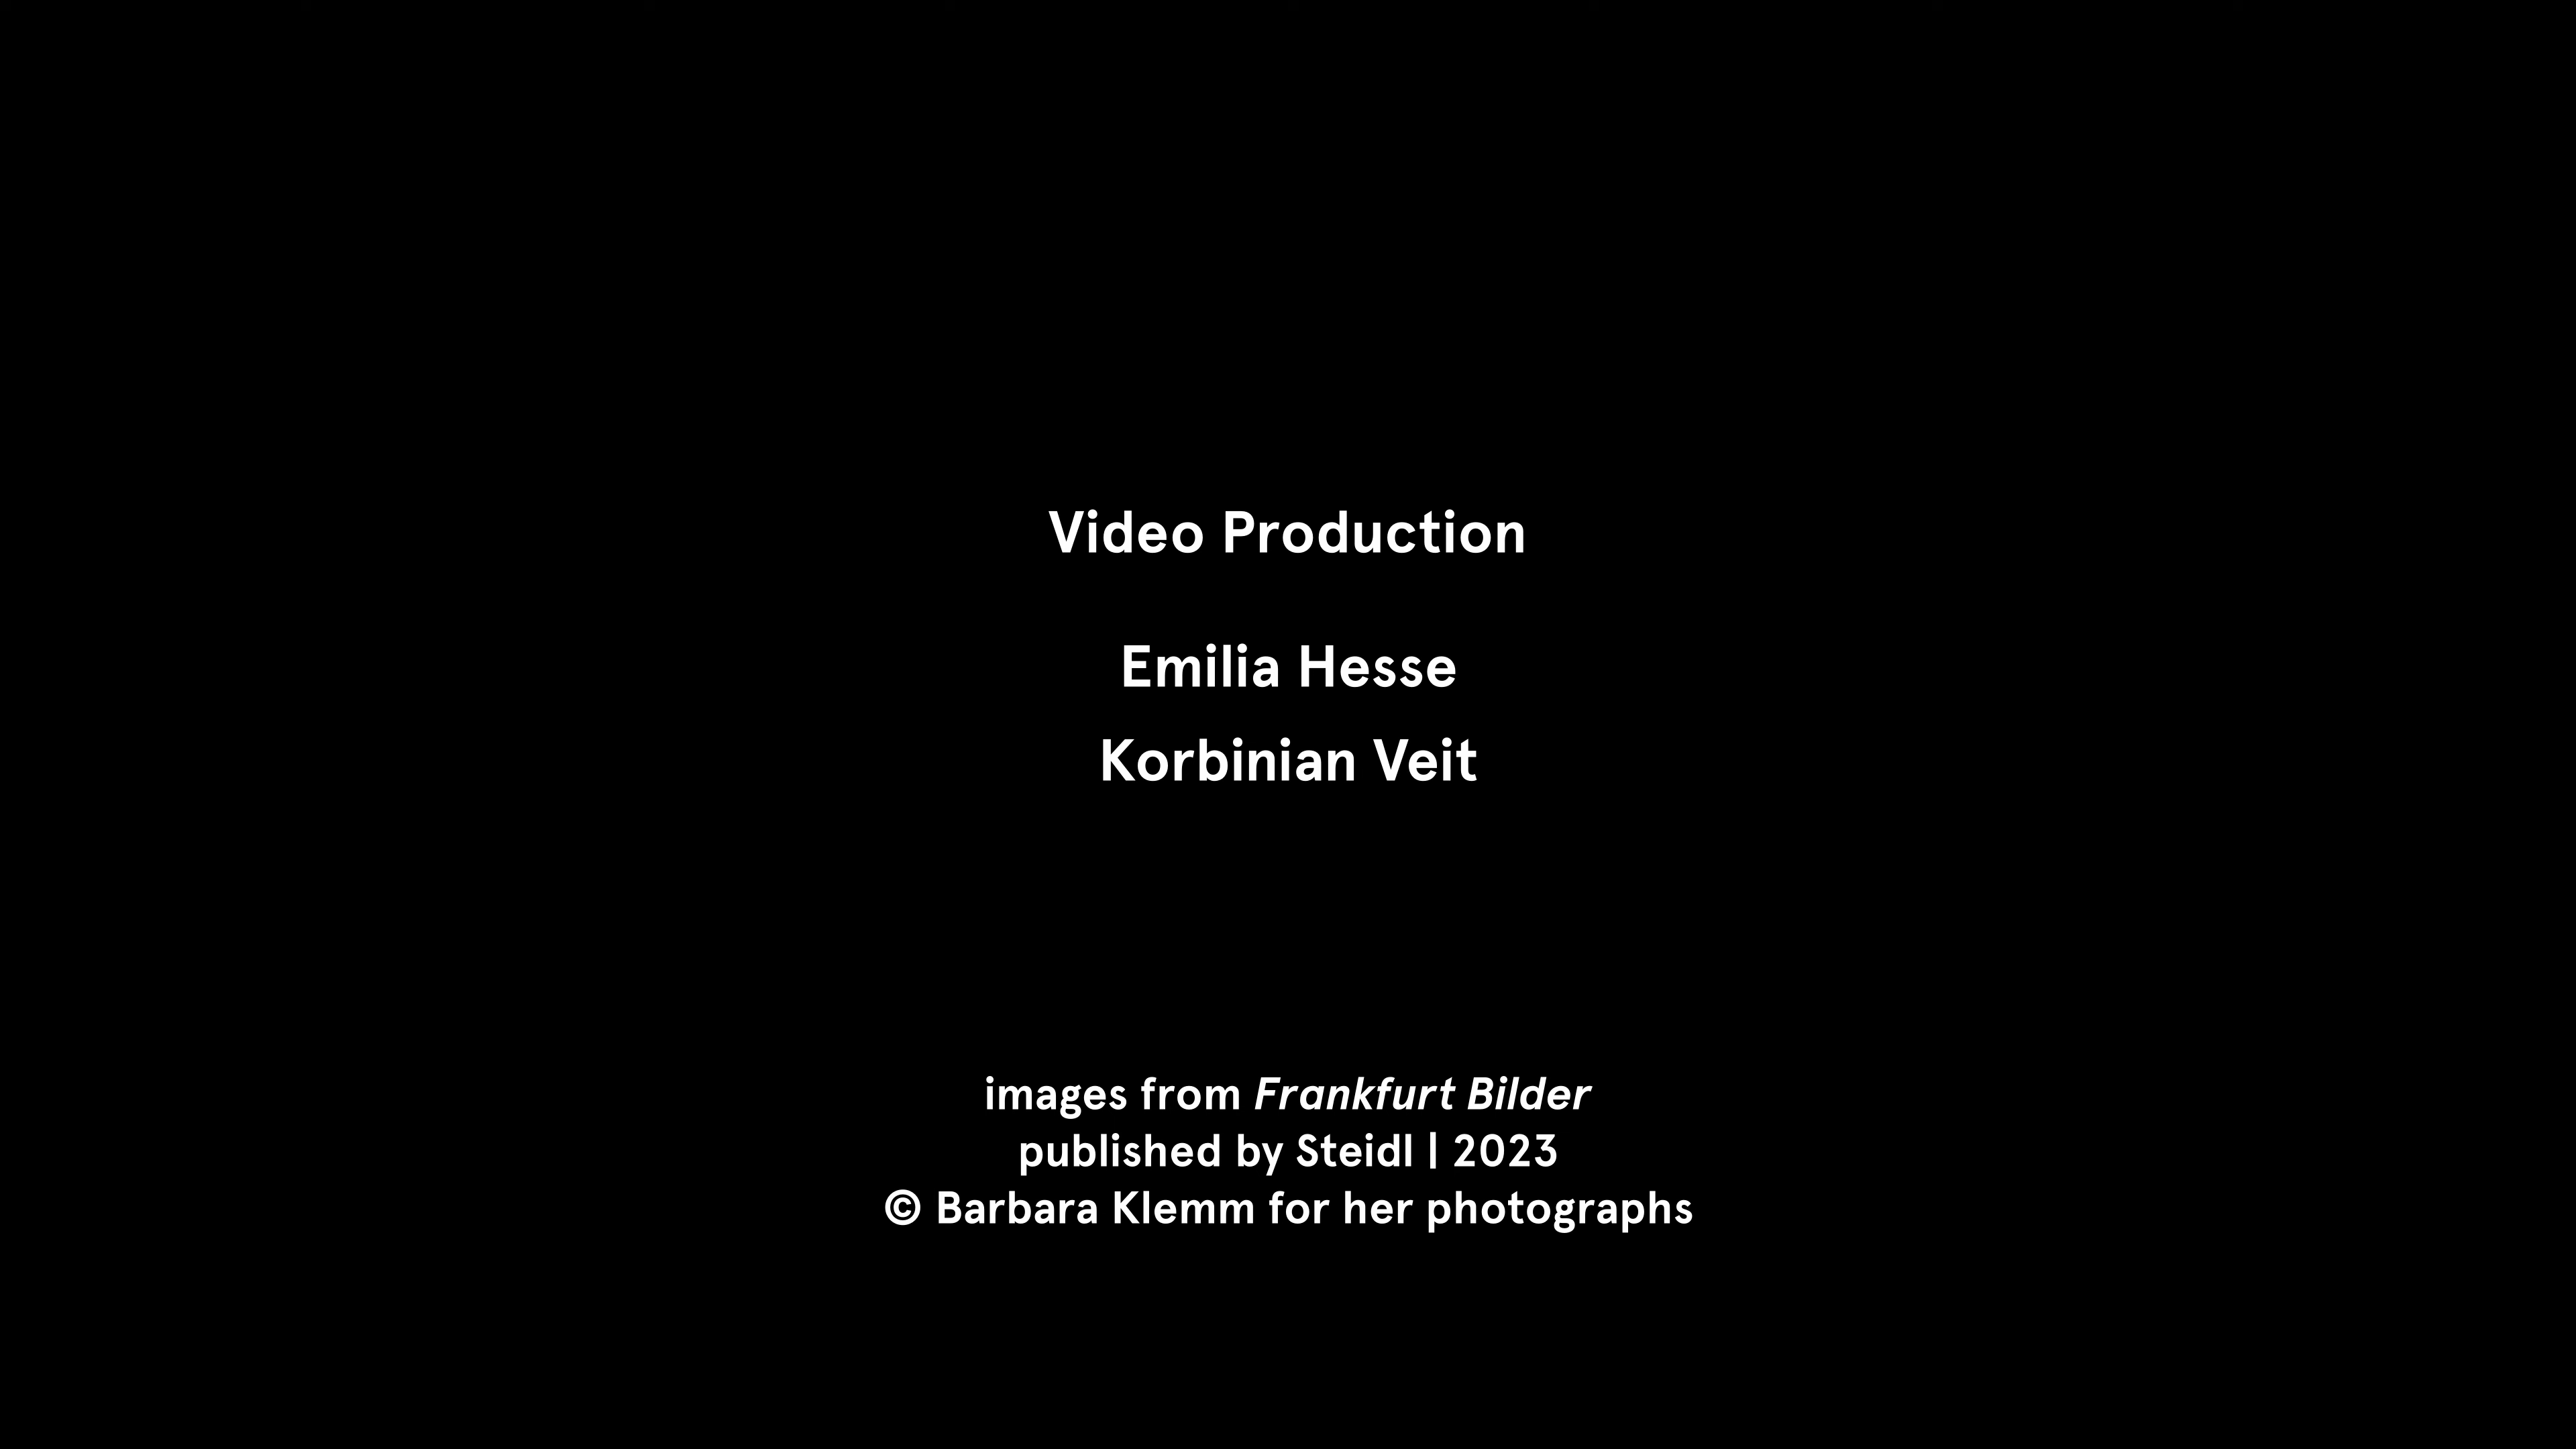 Video Production
Emilia Hesse
Korbinian Veit
images from Frankfurt Bilder
published by Steidl | 2023
© Barbara Klemm for her photographs